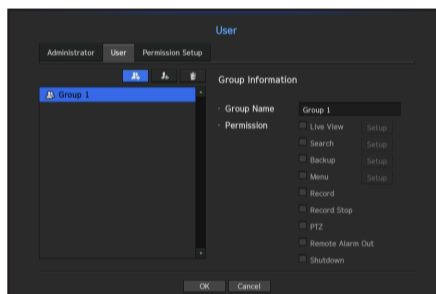 User
Administrator User Permission Setup
Group Information
Group 1
Group Name Group 1
Permission Live View Setup
Search Setup
Backup Setup
Menu Setup
Record
Record Stop
PTZ
Remote Alarm Out
Shutdown
OK Cancel